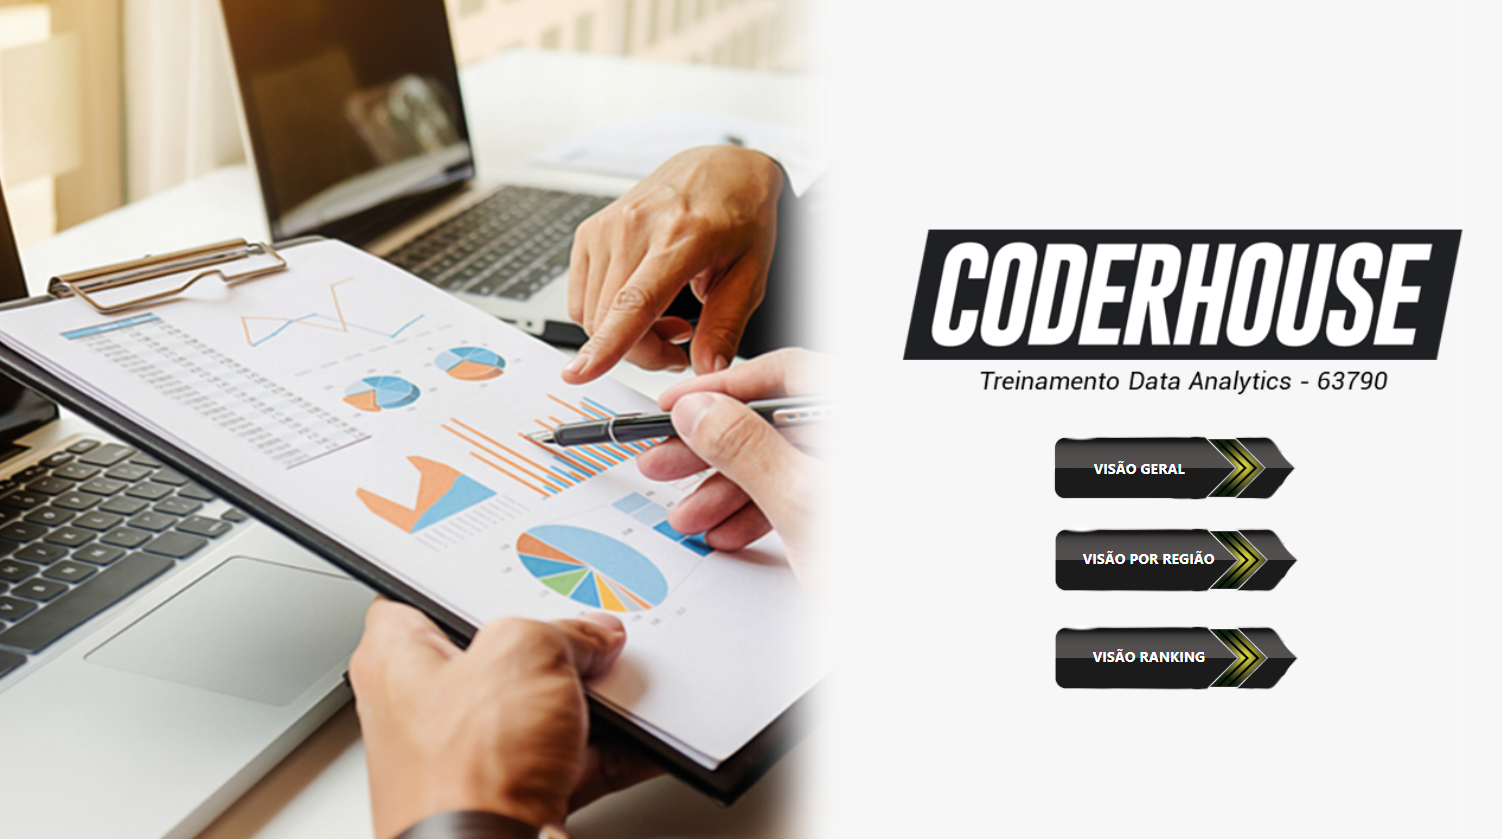 CODERHOUSE
Treinamento Data Analytics - 63790
VISÃO GERAL
VISÃO POR REGIÃO
VISÃO RANKING